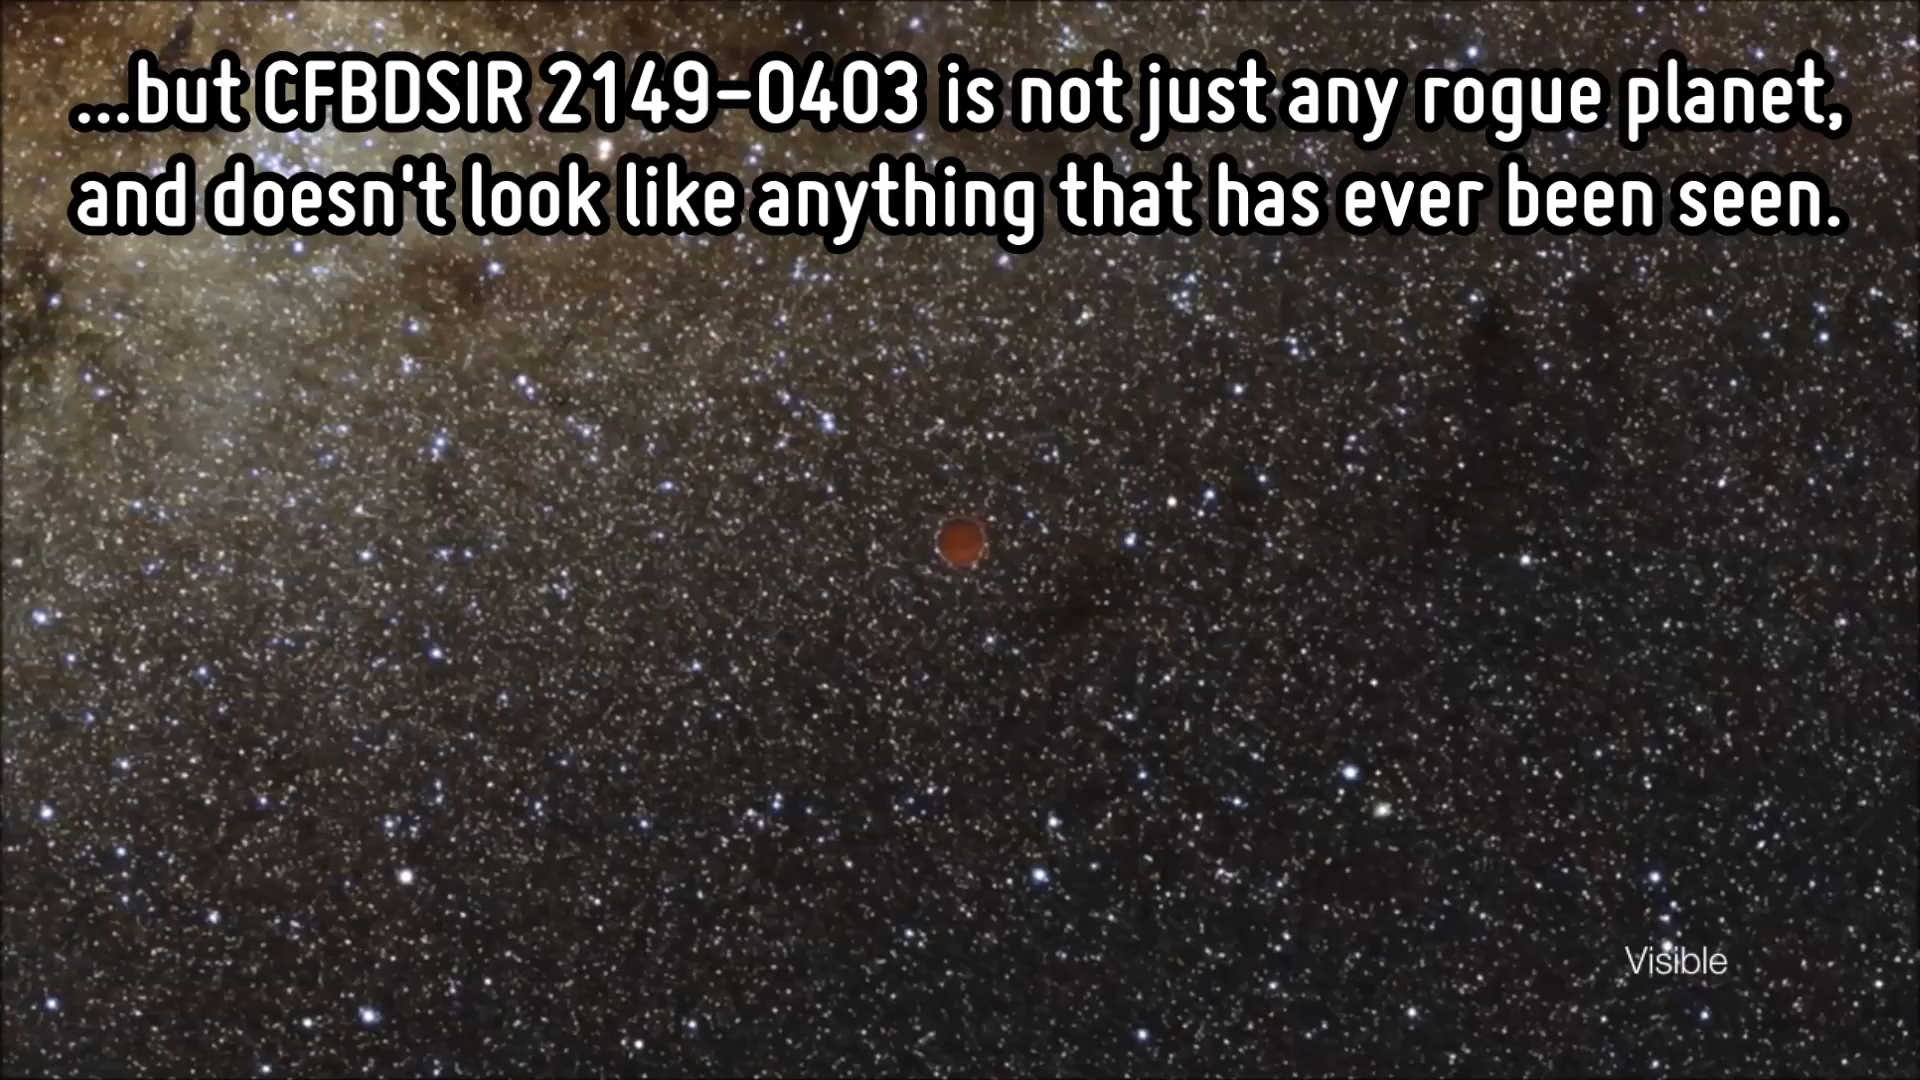 ...but CFBDSIR 2149-0403 is not just any rogue planet,
and doesn't look like anything that has ever been seen.
Visible